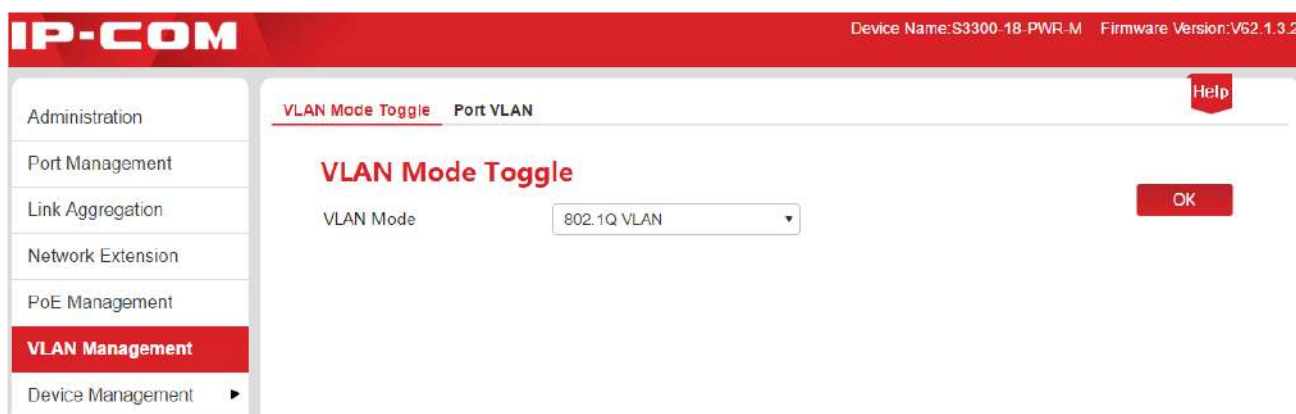 IP-COM
Device Name:S3300-18-PWR-M Firmware Version:V62.1.3.2
Help
Administration
VLAN Mode Toggle Port VLAN
Port Management
VLAN Mode Toggle
OK
Link Aggregation
VLAN Mode 802.1Q VLAN
Network Extension
PoE Management
VLAN Management
Device Management